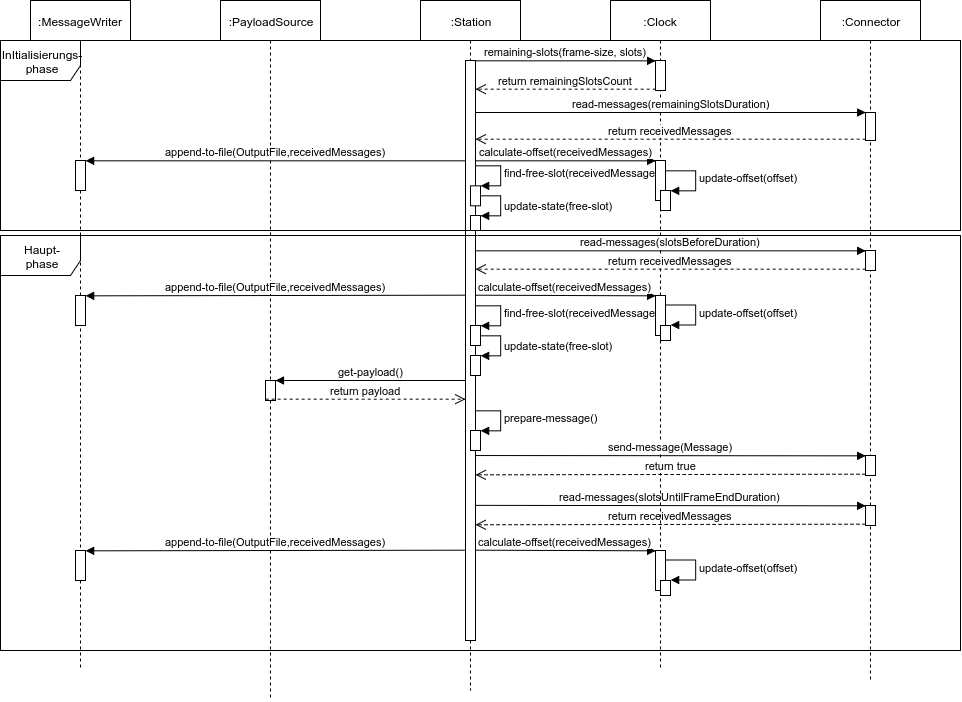 :MessageWriter
:PayloadSource
:Station
:Clock
:Connector
InItialisierungs-
phase
remaining-slots(frame-size, slots)
return remainingSlotsCount
read-messages(remainingSlotsDuration)
return receivedMessages
append-to-file(OutputFile,receivedMessages)
calculate-offset(receivedMessages)
find-free-slot(receivedMessage
update-offset(offset)
update-state(free-slot)
Haupt-
phase
read-messages(slotsBeforeDuration)
return receivedMessages
append-to-file(OutputFile,receivedMessages)
calculate-offset(receivedMessages)
find-free-slot(receivedMessage
update-offset(offset)
update-state(free-slot)
get-payload()
return payload
prepare-message()
send-message(Message)
return true
read-messages(slotsUntilFrameEndDuration)
return receivedMessages
append-to-file(OutputFile,receivedMessages)
calculate-offset(receivedMessages)
update-offset(offset)